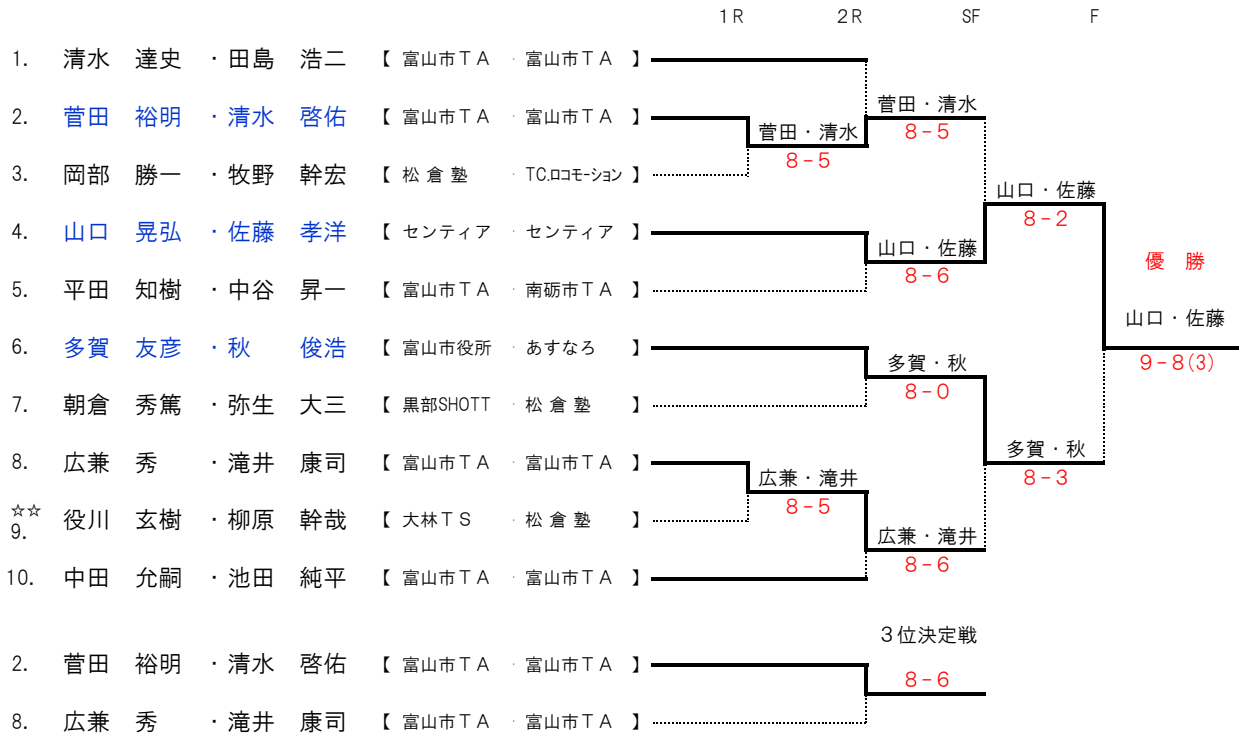 1R 2R SF F
1. 清水 達史 ・田島 浩二 【 富山市TA ・ 富山市TA 】
菅田・清水
2. 菅田 裕明 ・清水 啓佑 【 富山市TA ・ 富山市TA 】
菅田・清水 8-5
8-5
3. 岡部 勝一 ・牧野 幹宏 【 松倉塾 ・ TC.ロコモーション 】
山口・佐藤
8-2
4. 山口 晃弘 ・佐藤 孝洋 【 センティア ・ センティア 】
山口・佐藤
優 勝
8-6
5. 平田 知樹 ・中谷 昇一 【 富山市TA ・ 南砺市TA 】
山口・佐藤
6. 多賀 友彦 ・秋 俊浩 【 富山市役所 ・ あすなろ 】
多賀・秋 9-8(3)
8-0
7. 朝倉 秀篤 ・弥生 大三 【 黒部SHOTT ・ 松倉塾 】
多賀・秋
8. 広兼 秀 ・滝井 康司 【 富山市TA ・ 富山市TA 】
広兼・滝井 8-3
8-5
☆☆
9. 役川 玄樹 ・柳原 幹哉 【 大林TS ・ 松倉塾 】
広兼・滝井
8-6
10. 中田 允嗣 ・池田 純平 【 富山市TA ・ 富山市TA 】
3位決定戦
2. 菅田 裕明 ・清水 啓佑 【 富山市TA ・ 富山市TA 】
8-6
8. 広兼 秀 ・滝井 康司 【 富山市TA ・ 富山市TA 】